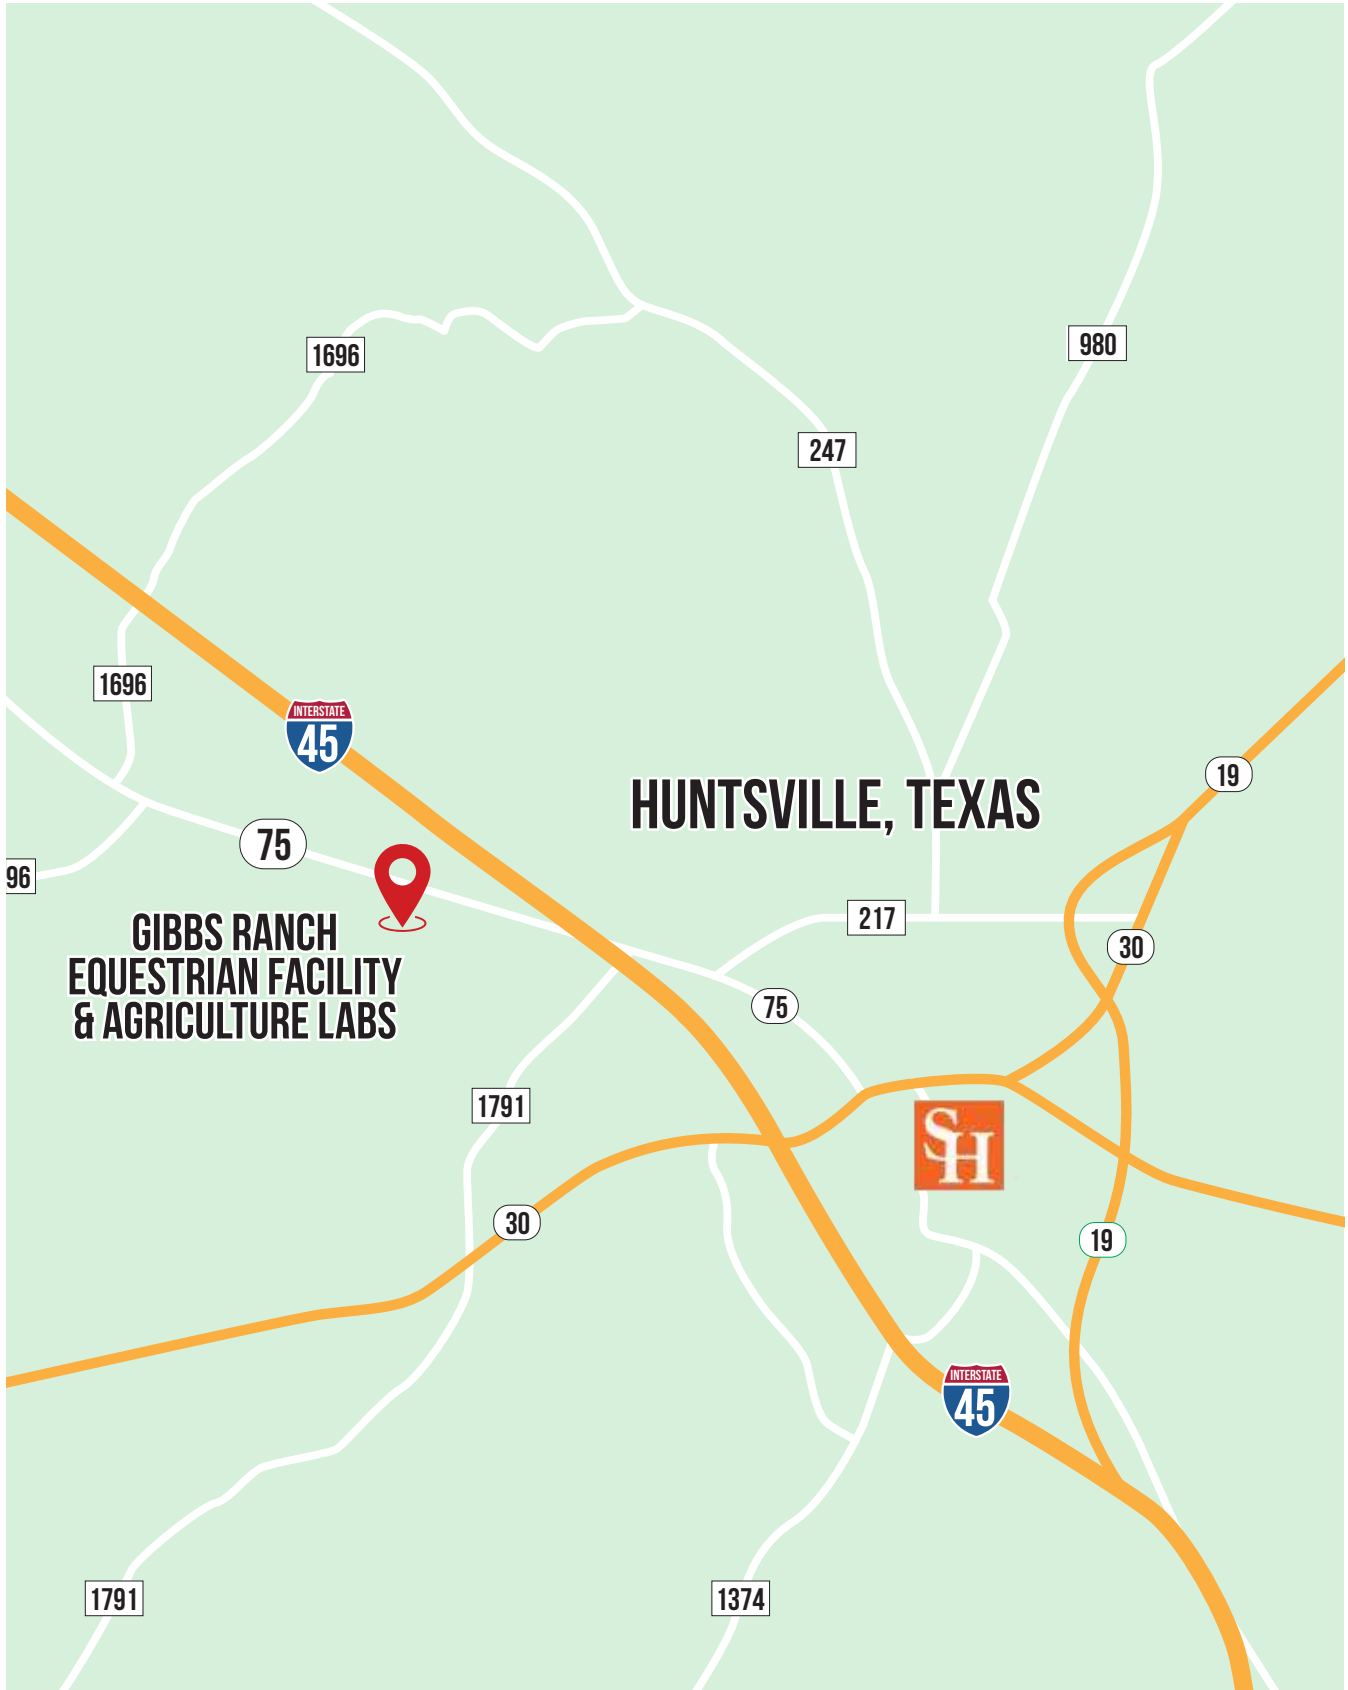 1696
980
247
1696
INTERSTATE
45
HUNTSVILLE, TEXAS
19
75
96
GIBBS RANCH
EQUESTRIAN FACILITY
& AGRICULTURE LABS
217
30
75
1791
SH
30
19
INTERSTATE
45
1791
1374